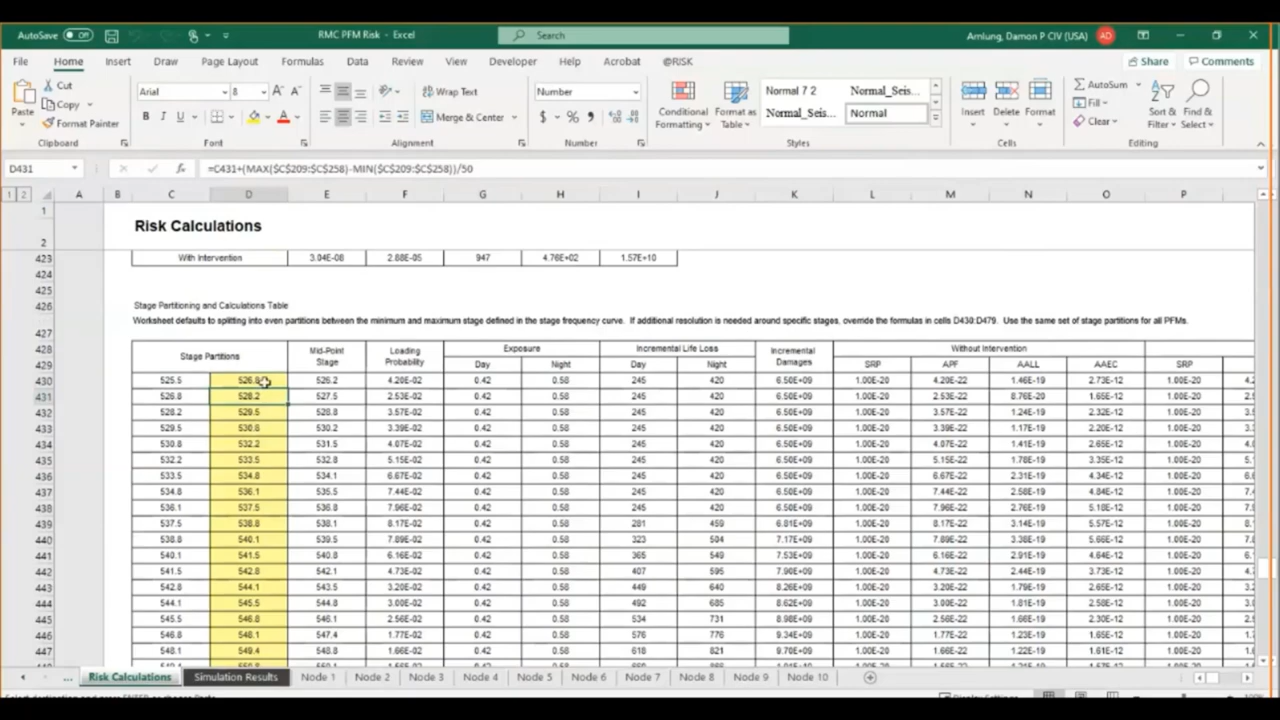 AutoSave Off RMC PFM Risk - Excel Search Amlung, Damon P CIV (USA) AD
File Home Insert Draw Page Layout Formulas Data Review View Developer Help Acrobat @RISK Share Comments
Paste Cut Copy Format Painter Clipboard
Arial 8 Font
Wrap Text Merge & Center Alignment
Number Number
Conditional Formatting Format as Table Normal 7 2 Normal_Seis... Normal_Seis... Normal Styles
Insert Delete Format Cells
AutoSum Fill Clear Sort & Filter Find & Select Editing
D431 =C431+(MAX($C$209:$C$258)-MIN($C$209:$C$258))/50
1 2 A B C D E F G H I J K L M N O P
1
Risk Calculations
2
423 With Intervention 3.04E-08 2.88E-05 947 4.76E+02 1.57E+10
424
425
426 Stage Partitioning and Calculations Table
427 Worksheet defaults to splitting into even partitions between the minimum and maximum stage defined in the stage frequency curve. If additional resolution is needed around specific stages, override the formulas in cells D430:D479. Use the same set of stage partitions for all PFMs.
428 Stage Partitions Mid-Point Stage Loading Probability Exposure Incremental Life Loss Incremental Damages Without Intervention
429 Day Night Day Night SRP APF AALL AAEC SRP
430 525.5 526.8 526.2 4.20E-02 0.42 0.58 245 420 6.50E+09 1.00E-20 4.20E-22 1.46E-19 2.73E-12 1.00E-20
431 526.8 528.2 527.5 2.53E-02 0.42 0.58 245 420 6.50E+09 1.00E-20 2.53E-22 8.76E-20 1.65E-12 1.00E-20
432 528.2 529.5 528.8 3.57E-02 0.42 0.58 245 420 6.50E+09 1.00E-20 3.57E-22 1.24E-19 2.32E-12 1.00E-20
433 529.5 530.8 530.2 3.39E-02 0.42 0.58 245 420 6.50E+09 1.00E-20 3.39E-22 1.17E-19 2.20E-12 1.00E-20
434 530.8 532.2 531.5 4.07E-02 0.42 0.58 245 420 6.50E+09 1.00E-20 4.07E-22 1.41E-19 2.65E-12 1.00E-20
435 532.2 533.5 532.8 5.15E-02 0.42 0.58 245 420 6.50E+09 1.00E-20 5.15E-22 1.78E-19 3.35E-12 1.00E-20
436 533.5 534.8 534.1 6.67E-02 0.42 0.58 245 420 6.50E+09 1.00E-20 6.67E-22 2.31E-19 4.34E-12 1.00E-20
437 534.8 536.1 535.5 7.44E-02 0.42 0.58 245 420 6.50E+09 1.00E-20 7.44E-22 2.58E-19 4.84E-12 1.00E-20
438 536.1 537.5 536.8 7.96E-02 0.42 0.58 245 420 6.50E+09 1.00E-20 7.96E-22 2.76E-19 5.18E-12 1.00E-20
439 537.5 538.8 538.1 8.17E-02 0.42 0.58 281 459 6.81E+09 1.00E-20 8.17E-22 3.14E-19 5.57E-12 1.00E-20
440 538.8 540.1 539.5 7.89E-02 0.42 0.58 323 504 7.17E+09 1.00E-20 7.89E-22 3.38E-19 5.66E-12 1.00E-20
441 540.1 541.5 540.8 6.16E-02 0.42 0.58 365 549 7.53E+09 1.00E-20 6.16E-22 2.91E-19 4.64E-12 1.00E-20
442 541.5 542.8 542.1 4.73E-02 0.42 0.58 407 595 7.90E+09 1.00E-20 4.73E-22 2.44E-19 3.73E-12 1.00E-20
443 542.8 544.1 543.5 3.20E-02 0.42 0.58 449 640 8.26E+09 1.00E-20 3.20E-22 1.79E-19 2.65E-12 1.00E-20
444 544.1 545.5 544.8 3.00E-02 0.42 0.58 492 685 8.62E+09 1.00E-20 3.00E-22 1.81E-19 2.58E-12 1.00E-20
445 545.5 546.8 546.1 2.56E-02 0.42 0.58 534 731 8.98E+09 1.00E-20 2.56E-22 1.66E-19 2.30E-12 1.00E-20
446 546.8 548.1 547.4 1.77E-02 0.42 0.58 576 776 9.34E+09 1.00E-20 1.77E-22 1.23E-19 1.65E-12 1.00E-20
447 548.1 549.4 548.8 1.66E-02 0.42 0.58 618 821 9.70E+09 1.00E-20 1.66E-22 1.22E-19 1.61E-12 1.00E-20
... Risk Calculations Simulation Results Node 1 Node 2 Node 3 Node 4 Node 5 Node 6 Node 7 Node 8 Node 9 Node 10